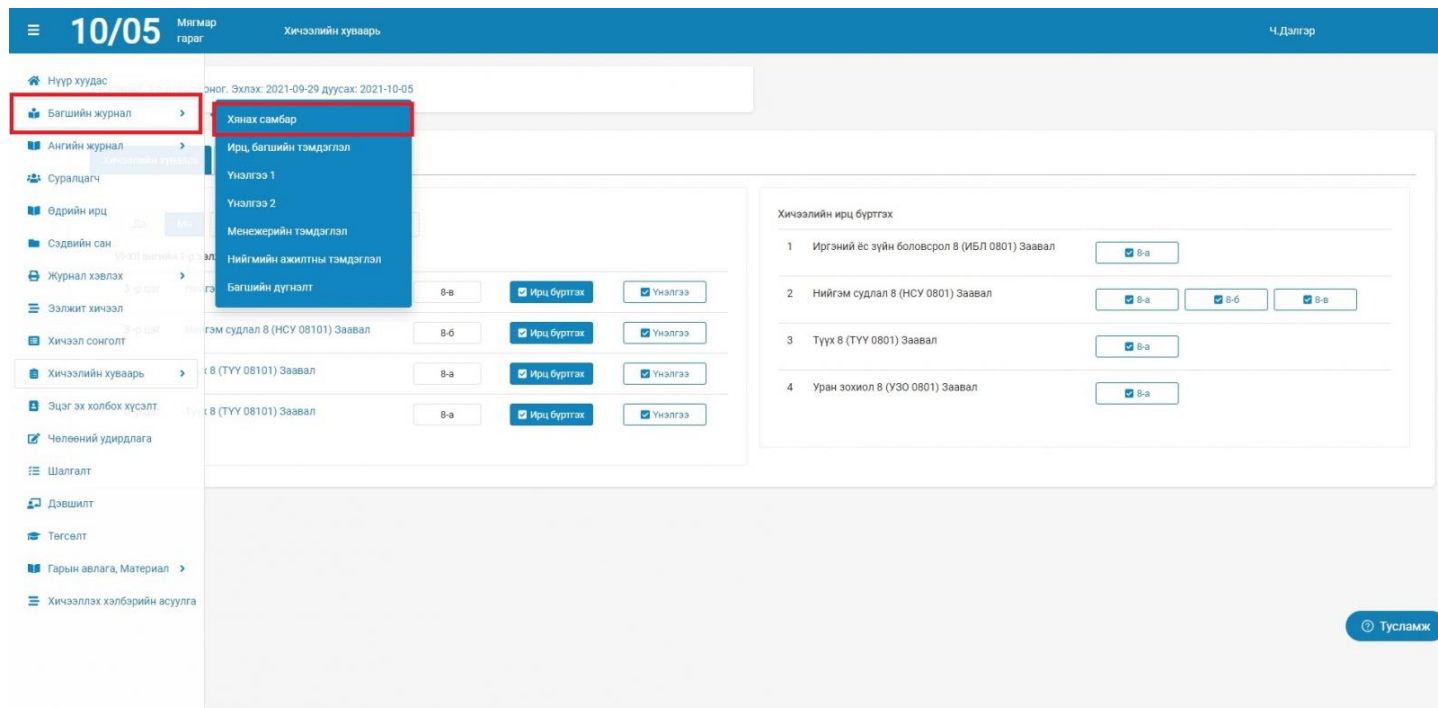 10/05
Мягмар
гараг
Хичээлийн хуваарь
Ч.Дэлгэр
Нүүр хуудас
Багшийн журнал
Ангийн журнал
Суралцагч
Өдрийн ирц
Сэдвийн сан
Журнал хэвлэх
Ээлжит хичээл
Хичээл сонголт
Хичээлийн хуваарь
Эцэг эх холбох хүсэлт
Чөлөөний удирдлага
Шалгалт
Дэвшилт
Төгсөлт
Гарын авлага, Материал
Хичээллэх хэлбэрийн асуулга
Эхлэх: 2021-09-29 дуусах: 2021-10-05
Хянах самбар
Ирц, багшийн тэмдэглэл
Үнэлгээ 1
Үнэлгээ 2
Менежерийн тэмдэглэл
Нийгмийн ажилтны тэмдэглэл
Багшийн дүгнэлт
8-в Ирц бүртгэх Үнэлгээ
судлал 8 (НСУ 08101) Заавал 8-б Ирц бүртгэх Үнэлгээ
8 (ТҮҮ 08101) Заавал 8-а Ирц бүртгэх Үнэлгээ
8 (ТҮҮ 08101) Заавал 8-а Ирц бүртгэх Үнэлгээ
Хичээлийн ирц бүртгэх
1 Иргэний ёс зүйн боловсрол 8 (ИБЛ 0801) Заавал 8-а
2 Нийгэм судлал 8 (НСУ 0801) Заавал 8-а 8-б 8-в
3 Түүх 8 (ТҮҮ 0801) Заавал 8-а
4 Уран зохиол 8 (УЗО 0801) Заавал 8-а
Тусламж